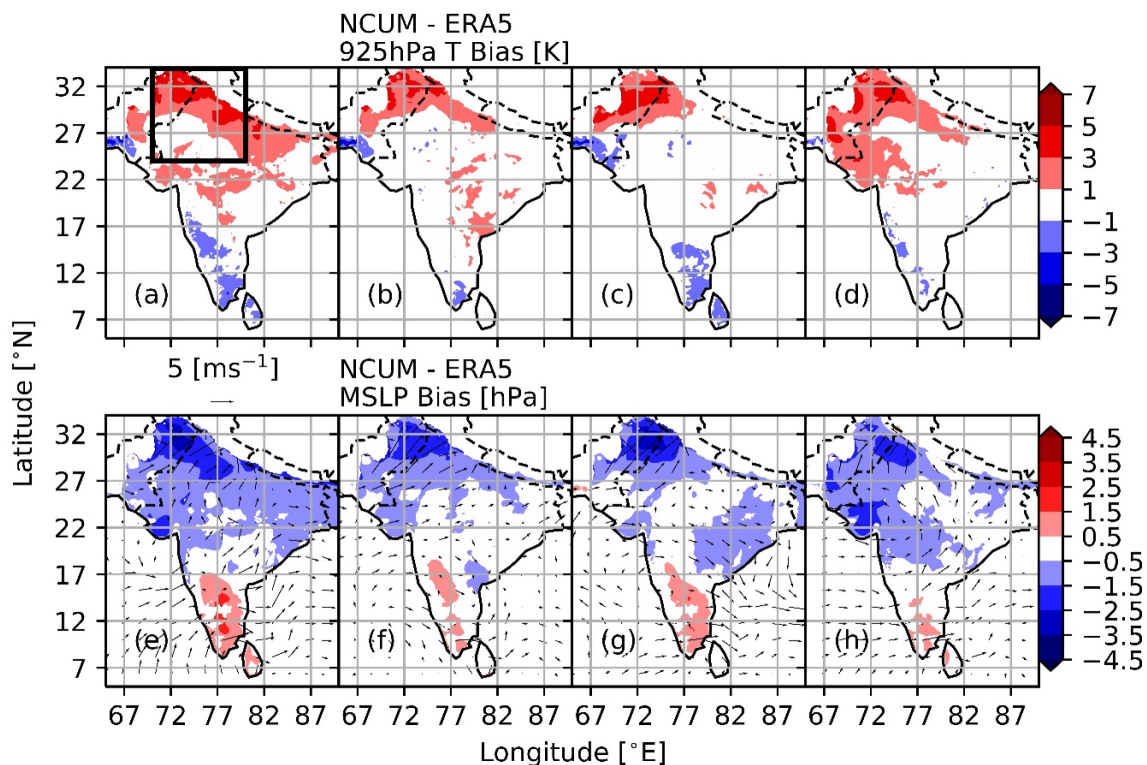 NCUM - ERA5
925hPa T Bias [K]
32
27
22
17
12
7
(a)
(b)
(c)
(d)
7
5
3
1
−1
−3
−5
−7
5 [ms⁻¹]
NCUM - ERA5
MSLP Bias [hPa]
Latitude [°N]
32
27
22
17
12
7
(e)
(f)
(g)
(h)
4.5
3.5
2.5
1.5
0.5
−0.5
−1.5
−2.5
−3.5
−4.5
67 72 77 82 87 67 72 77 82 87 67 72 77 82 87 67 72 77 82 87
Longitude [°E]